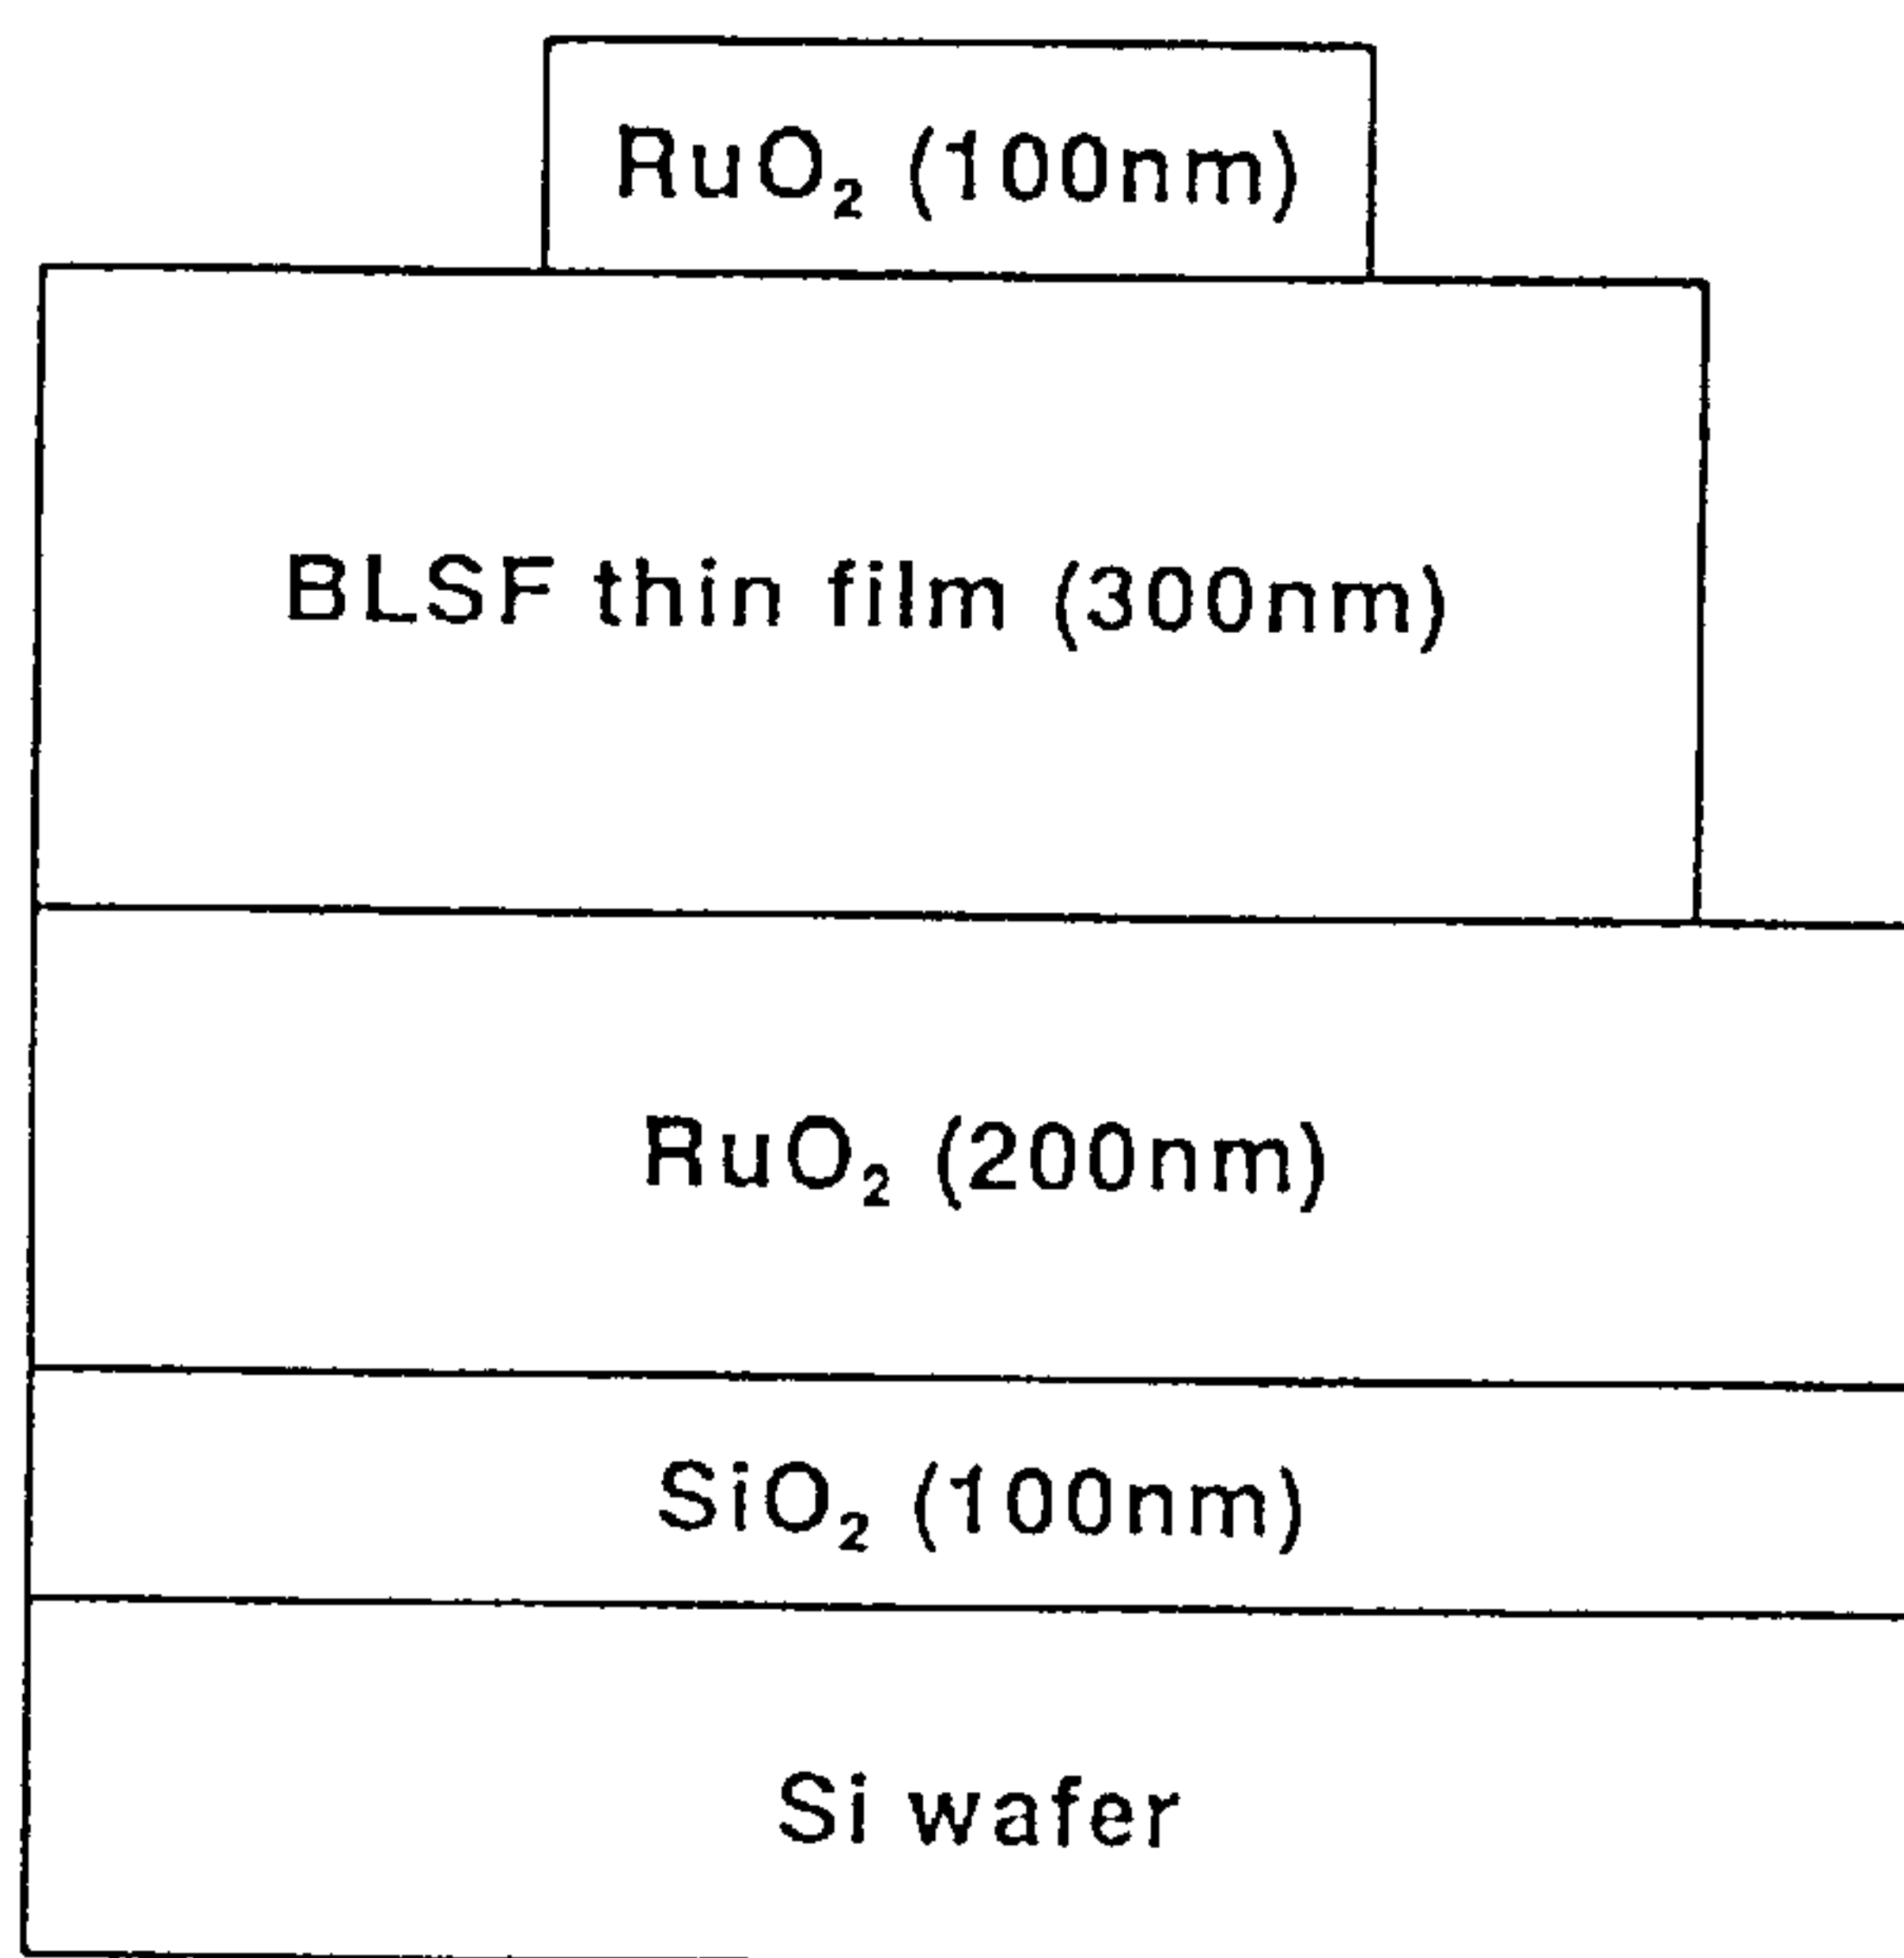 RuO₂ (100nm)
BLSF thin film (300nm)
RuO₂ (200nm)
SiO₂ (100nm)
Si wafer